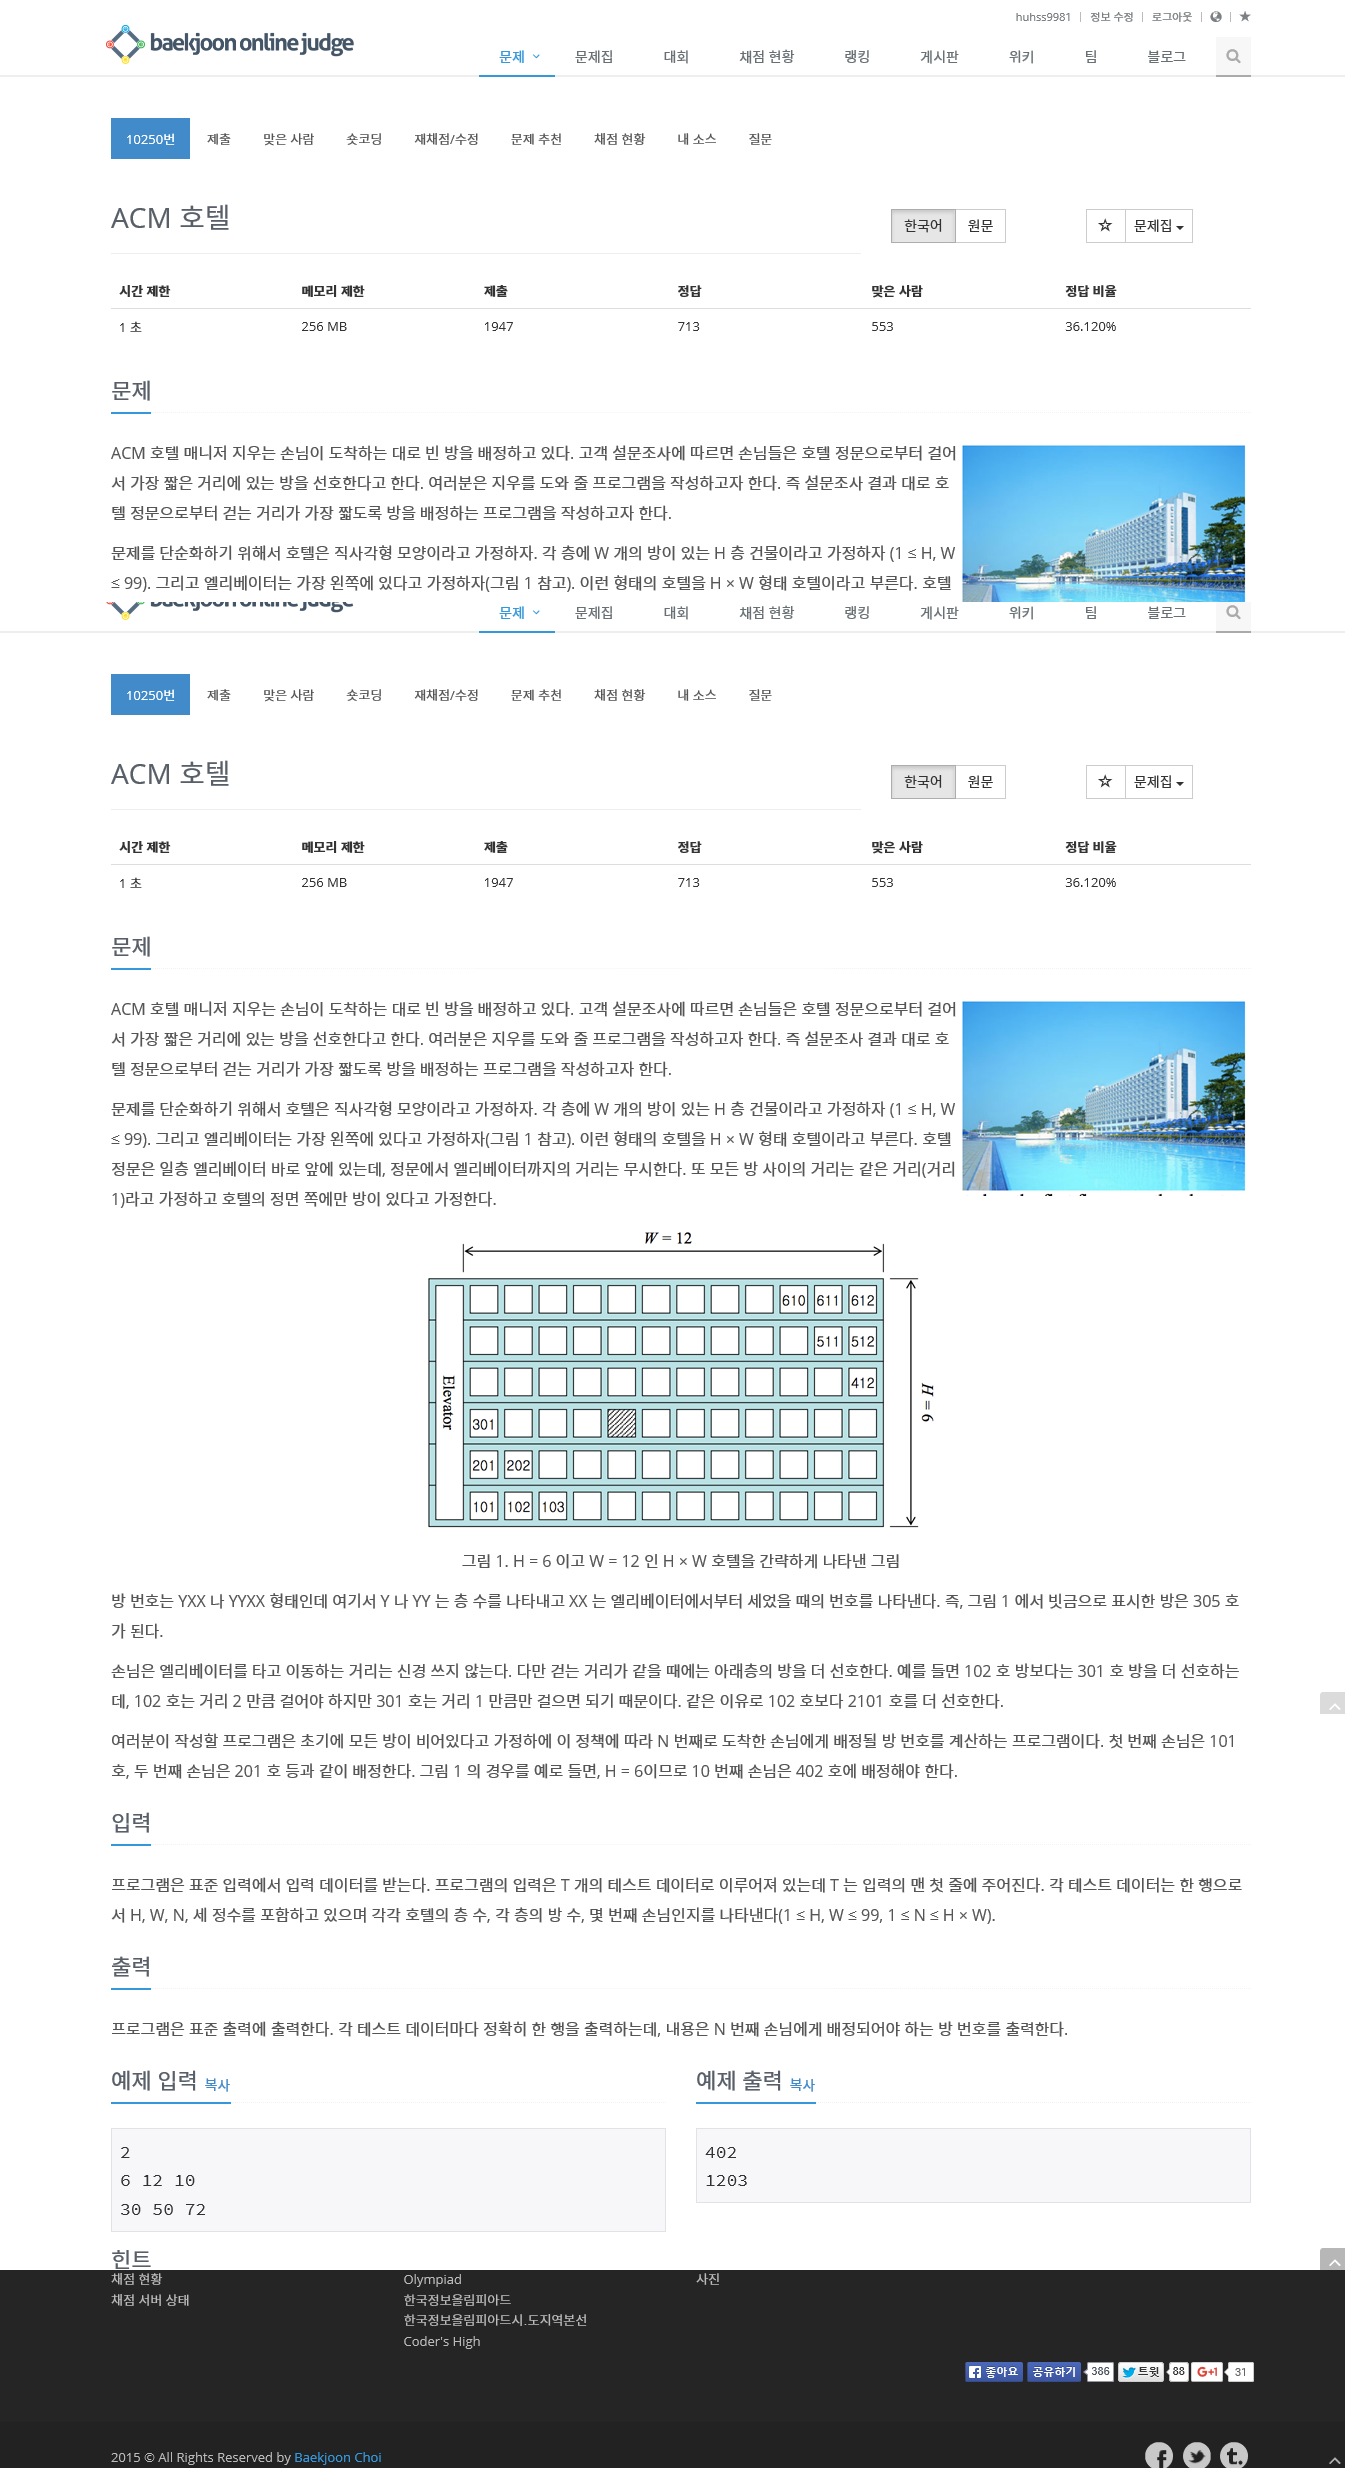 huhss9981 정보 수정 로그아웃
baekjoon online judge
문제 문제집 대회 채점 현황 랭킹 게시판 위키 팀 블로그
10250번 제출 맞은 사람 숏코딩 재채점/수정 문제 추천 채점 현황 내 소스 질문
ACM 호텔 한국어 원문 문제집
시간 제한 메모리 제한 제출 정답 맞은 사람 정답 비율
1 초 256 MB 1947 713 553 36.120%
문제
ACM 호텔 매니저 지우는 손님이 도착하는 대로 빈 방을 배정하고 있다. 고객 설문조사에 따르면 손님들은 호텔 정문으로부터 걸어
서 가장 짧은 거리에 있는 방을 선호한다고 한다. 여러분은 지우를 도와 줄 프로그램을 작성하고자 한다. 즉 설문조사 결과 대로 호
텔 정문으로부터 걷는 거리가 가장 짧도록 방을 배정하는 프로그램을 작성하고자 한다.
문제를 단순화하기 위해서 호텔은 직사각형 모양이라고 가정하자. 각 층에 W 개의 방이 있는 H 층 건물이라고 가정하자 (1 ≤ H, W
≤ 99). 그리고 엘리베이터는 가장 왼쪽에 있다고 가정하자(그림 1 참고). 이런 형태의 호텔을 H × W 형태 호텔이라고 부른다. 호텔
baekjoon online judge
문제 문제집 대회 채점 현황 랭킹 게시판 위키 팀 블로그
10250번 제출 맞은 사람 숏코딩 재채점/수정 문제 추천 채점 현황 내 소스 질문
ACM 호텔 한국어 원문 문제집
시간 제한 메모리 제한 제출 정답 맞은 사람 정답 비율
1 초 256 MB 1947 713 553 36.120%
문제
ACM 호텔 매니저 지우는 손님이 도착하는 대로 빈 방을 배정하고 있다. 고객 설문조사에 따르면 손님들은 호텔 정문으로부터 걸어
서 가장 짧은 거리에 있는 방을 선호한다고 한다. 여러분은 지우를 도와 줄 프로그램을 작성하고자 한다. 즉 설문조사 결과 대로 호
텔 정문으로부터 걷는 거리가 가장 짧도록 방을 배정하는 프로그램을 작성하고자 한다.
문제를 단순화하기 위해서 호텔은 직사각형 모양이라고 가정하자. 각 층에 W 개의 방이 있는 H 층 건물이라고 가정하자 (1 ≤ H, W
≤ 99). 그리고 엘리베이터는 가장 왼쪽에 있다고 가정하자(그림 1 참고). 이런 형태의 호텔을 H × W 형태 호텔이라고 부른다. 호텔
정문은 일층 엘리베이터 바로 앞에 있는데, 정문에서 엘리베이터까지의 거리는 무시한다. 또 모든 방 사이의 거리는 같은 거리(거리
1)라고 가정하고 호텔의 정면 쪽에만 방이 있다고 가정한다.
W = 12
610 611 612
511 512
412
Elevator
H = 6
301
201 202
101 102 103
그림 1. H = 6 이고 W = 12 인 H × W 호텔을 간략하게 나타낸 그림
방 번호는 YXX 나 YYXX 형태인데 여기서 Y 나 YY 는 층 수를 나타내고 XX 는 엘리베이터에서부터 세었을 때의 번호를 나타낸다. 즉, 그림 1 에서 빗금으로 표시한 방은 305 호
가 된다.
손님은 엘리베이터를 타고 이동하는 거리는 신경 쓰지 않는다. 다만 걷는 거리가 같을 때에는 아래층의 방을 더 선호한다. 예를 들면 102 호 방보다는 301 호 방을 더 선호하는
데, 102 호는 거리 2 만큼 걸어야 하지만 301 호는 거리 1 만큼만 걸으면 되기 때문이다. 같은 이유로 102 호보다 2101 호를 더 선호한다.
여러분이 작성할 프로그램은 초기에 모든 방이 비어있다고 가정하에 이 정책에 따라 N 번째로 도착한 손님에게 배정될 방 번호를 계산하는 프로그램이다. 첫 번째 손님은 101
호, 두 번째 손님은 201 호 등과 같이 배정한다. 그림 1 의 경우를 예로 들면, H = 6이므로 10 번째 손님은 402 호에 배정해야 한다.
입력
프로그램은 표준 입력에서 입력 데이터를 받는다. 프로그램의 입력은 T 개의 테스트 데이터로 이루어져 있는데 T 는 입력의 맨 첫 줄에 주어진다. 각 테스트 데이터는 한 행으로
서 H, W, N, 세 정수를 포함하고 있으며 각각 호텔의 층 수, 각 층의 방 수, 몇 번째 손님인지를 나타낸다(1 ≤ H, W ≤ 99, 1 ≤ N ≤ H × W).
출력
프로그램은 표준 출력에 출력한다. 각 테스트 데이터마다 정확히 한 행을 출력하는데, 내용은 N 번째 손님에게 배정되어야 하는 방 번호를 출력한다.
예제 입력 복사
2
6 12 10
30 50 72
예제 출력 복사
402
1203
힌트
채점 현황 Olympiad 사진
채점 서버 상태 한국정보올림피아드
한국정보올림피아드시.도지역본선
Coder's High
좋아요 공유하기 386 트윗 88 G+1 31
2015 © All Rights Reserved by Baekjoon Choi